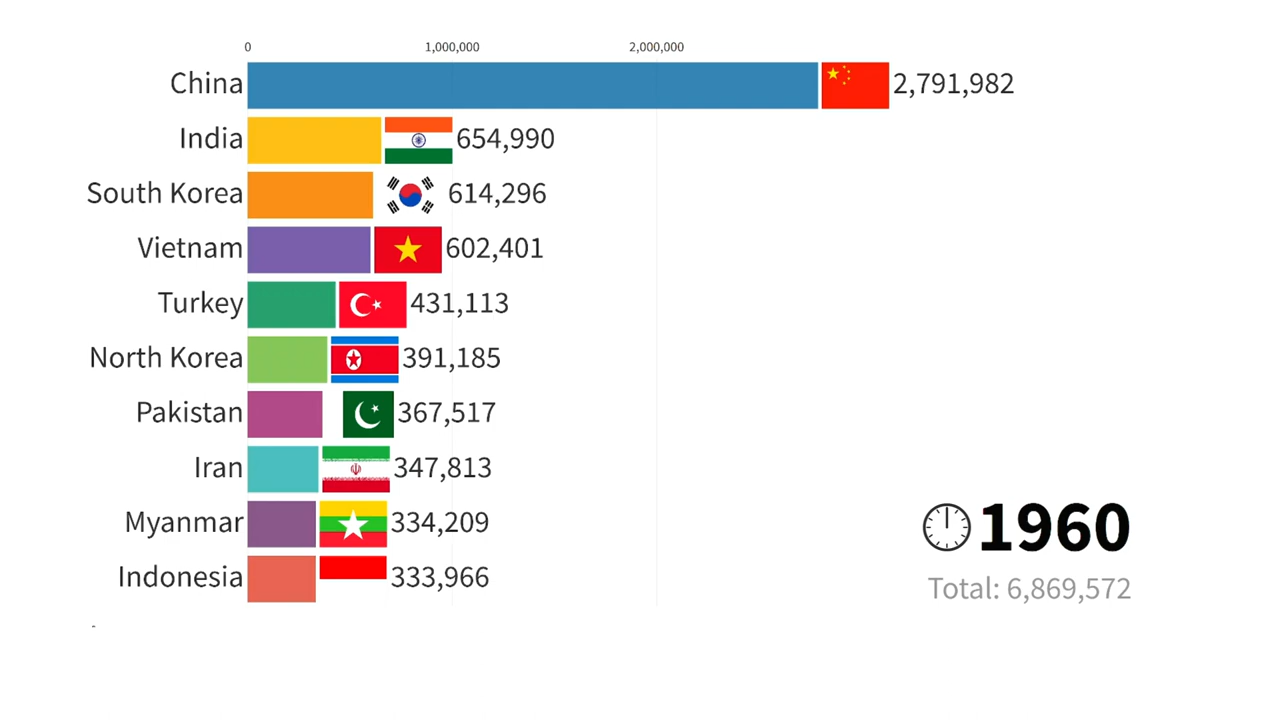 0 1,000,000 2,000,000
China 2,791,982
India 654,990
South Korea 614,296
Vietnam 602,401
Turkey 431,113
North Korea 391,185
Pakistan 367,517
Iran 347,813
Myanmar 334,209
Indonesia 333,966
1960
Total: 6,869,572